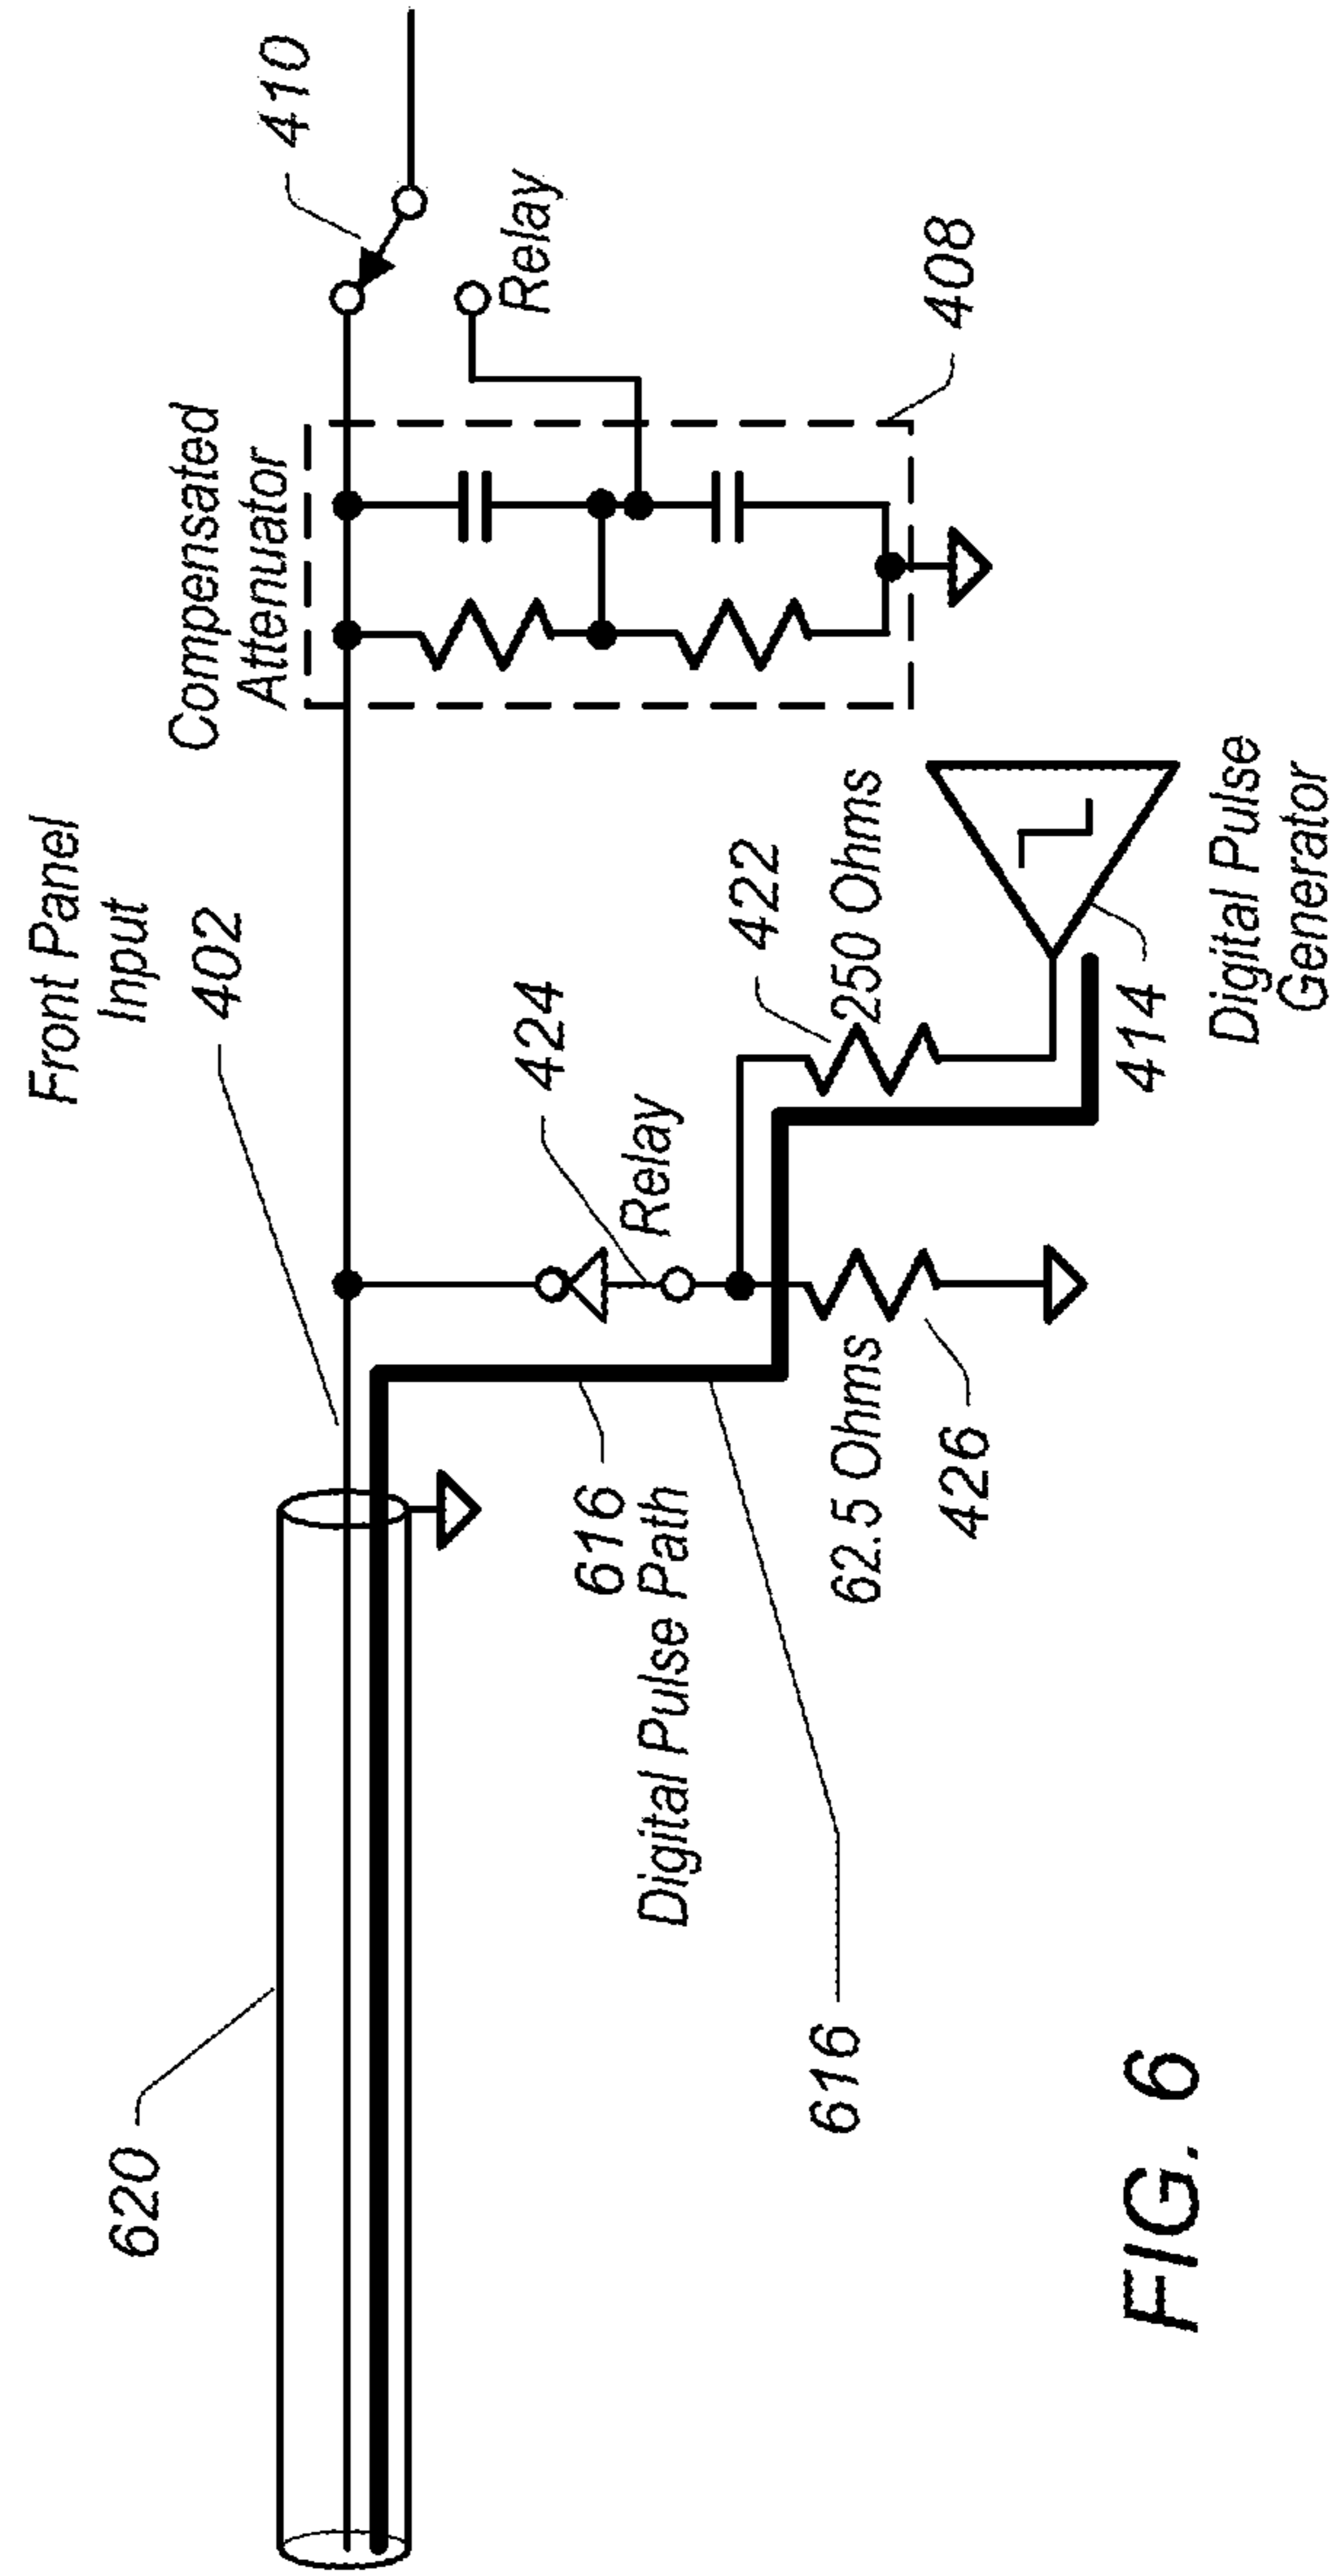 Front Panel
Input
402
620
Compensated
Attenuator
410
Relay
408
424
Relay
422
250 Ohms
616
Digital Pulse Path
62.5 Ohms
426
414
Digital Pulse
Generator
616
FIG. 6